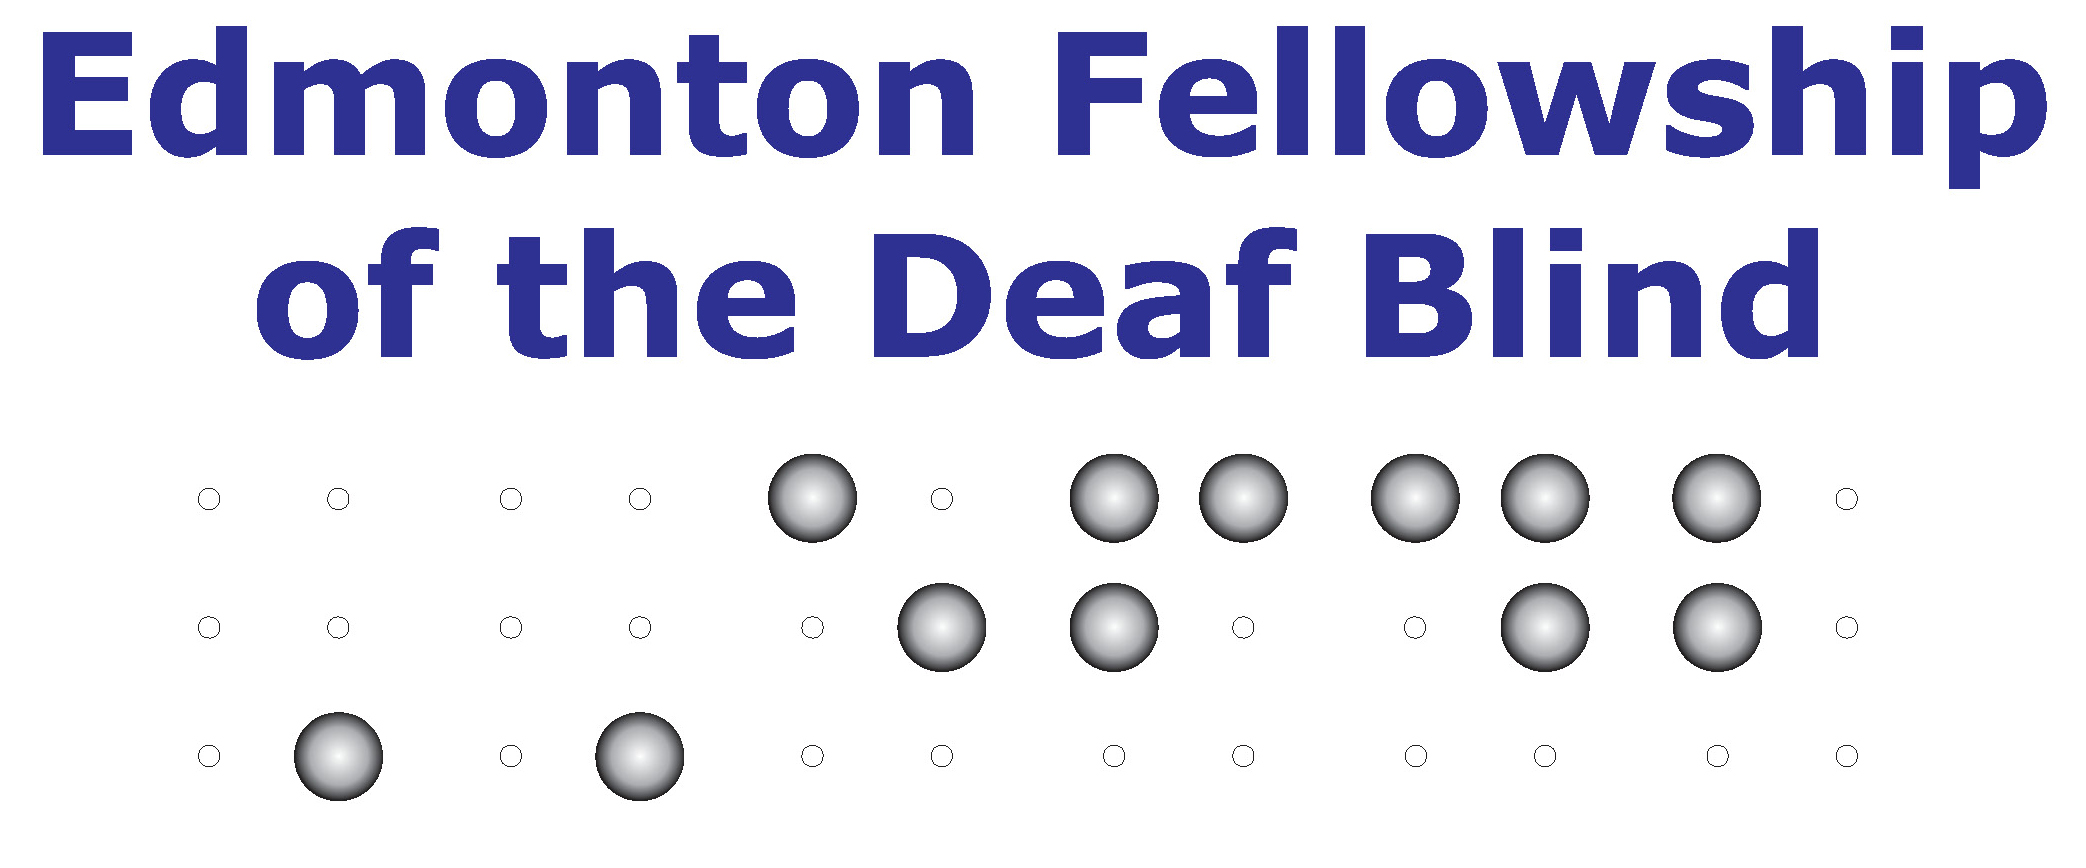 Edmonton Fellowship
of the Deaf Blind
⠠⠠⠑⠋⠙⠃